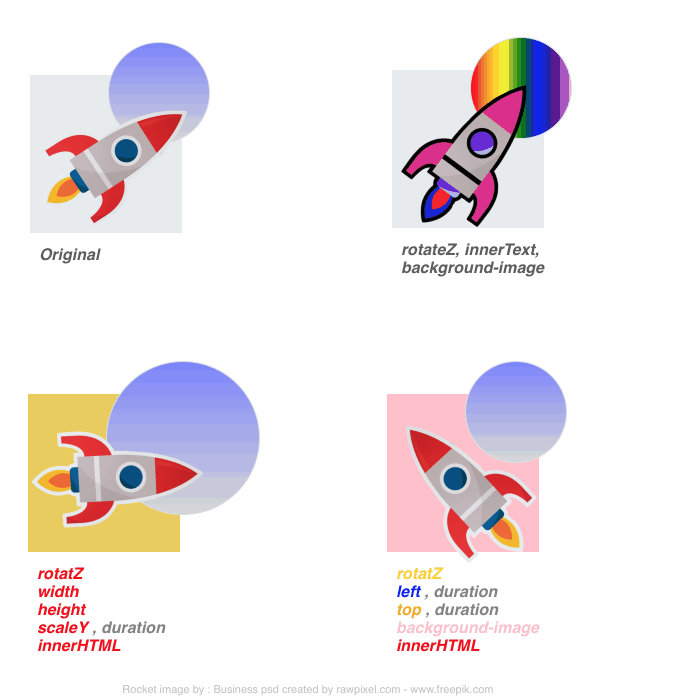 Original
rotateZ, innerText,
background-image
rotatZ
width
height
scaleY , duration
innerHTML
rotatZ
left , duration
top , duration
background-image
innerHTML
Rocket image by : Business psd created by rawpixel.com - www.freepik.com